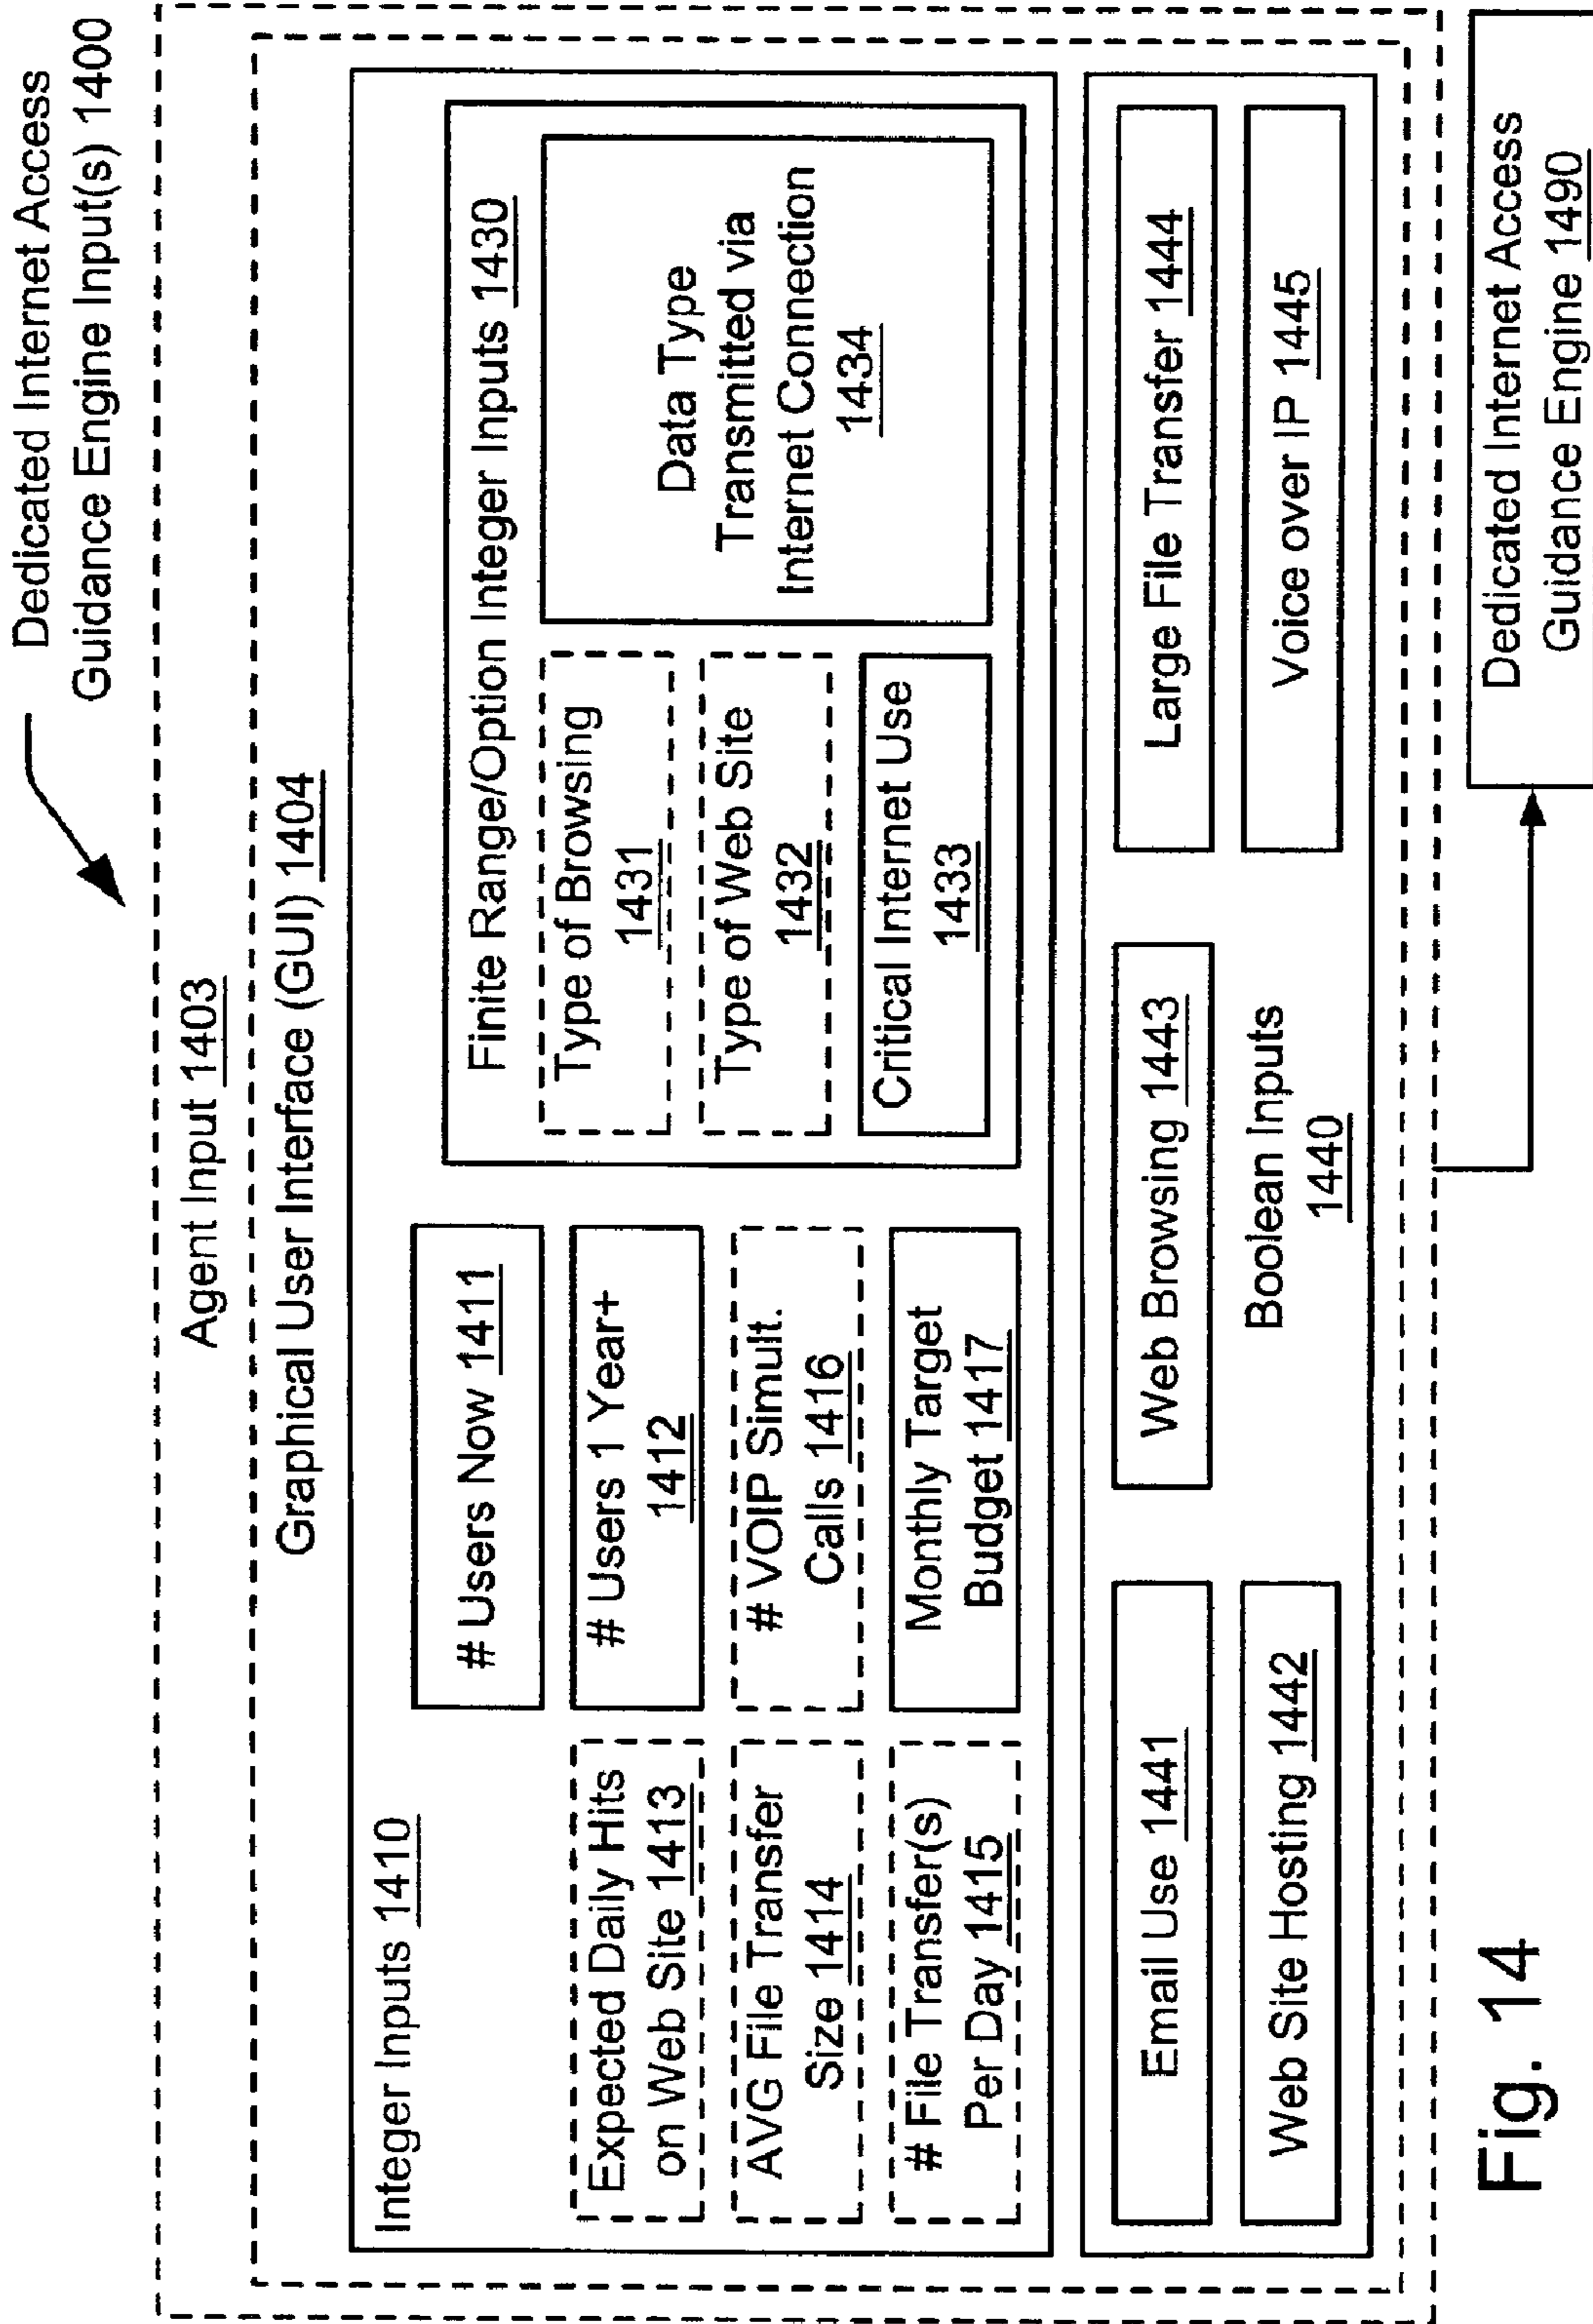 Dedicated Internet Access
Guidance Engine Input(s) 1400
Agent Input 1403
Graphical User Interface (GUI) 1404
Integer Inputs 1410
# Users Now 1411
Expected Daily Hits
on Web Site 1413
# Users 1 Year+
1412
AVG File Transfer
Size 1414
# VOIP Simult.
Calls 1416
# File Transfer(s)
Per Day 1415
Monthly Target
Budget 1417
Finite Range/Option Integer Inputs 1430
Type of Browsing
1431
Type of Web Site
1432
Critical Internet Use
1433
Data Type
Transmitted via
Internet Connection
1434
Email Use 1441
Web Site Hosting 1442
Web Browsing 1443
Boolean Inputs
1440
Large File Transfer 1444
Voice over IP 1445
Dedicated Internet Access
Guidance Engine 1490
Fig. 14